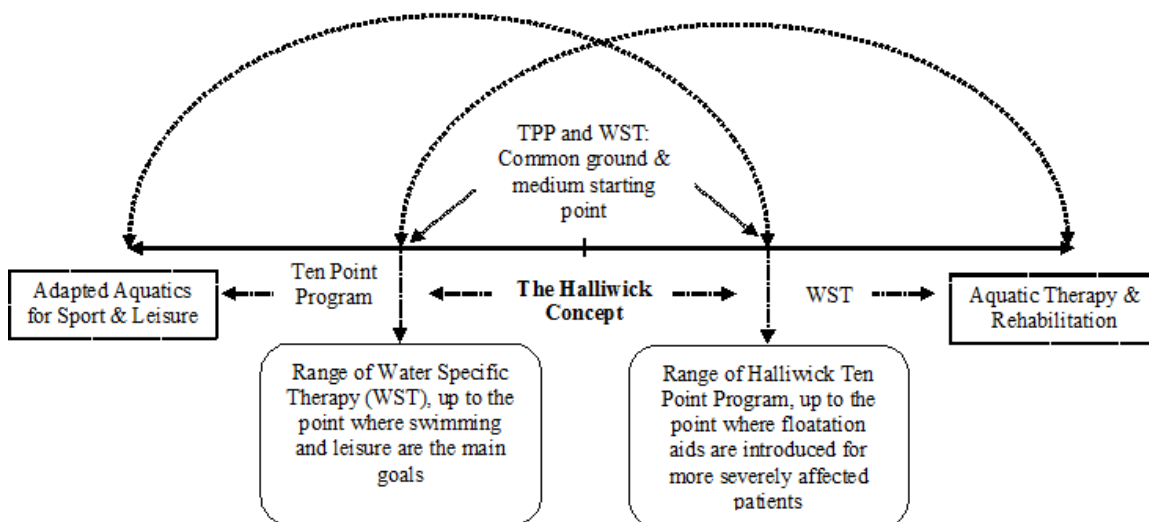 TPP and WST:
Common ground &
medium starting
point
Ten Point
Program
Adapted Aquatics
for Sport & Leisure
The Halliwick
Concept
WST
Aquatic Therapy &
Rehabilitation
Range of Water Specific
Therapy (WST), up to the
point where swimming
and leisure are the main
goals
Range of Halliwick Ten
Point Program, up to the
point where floatation
aids are introduced for
more severely affected
patients